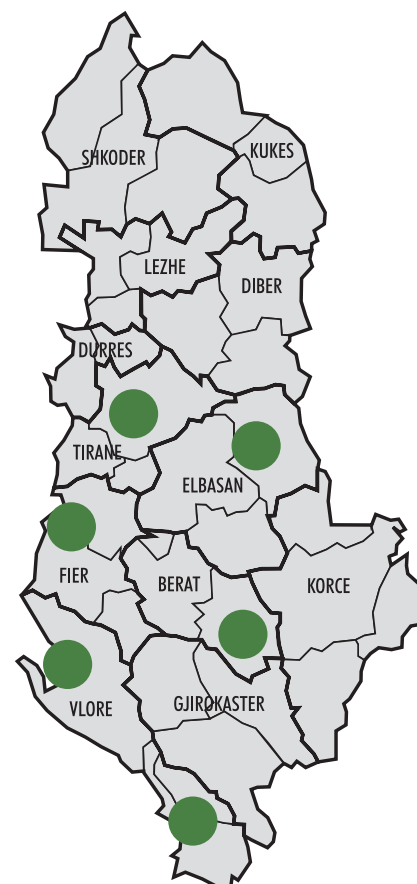 SHKODER
KUKES
LEZHE
DIBER
DURRES
TIRANE
ELBASAN
FIER
BERAT
KORCE
VLORE
GJIROKASTER